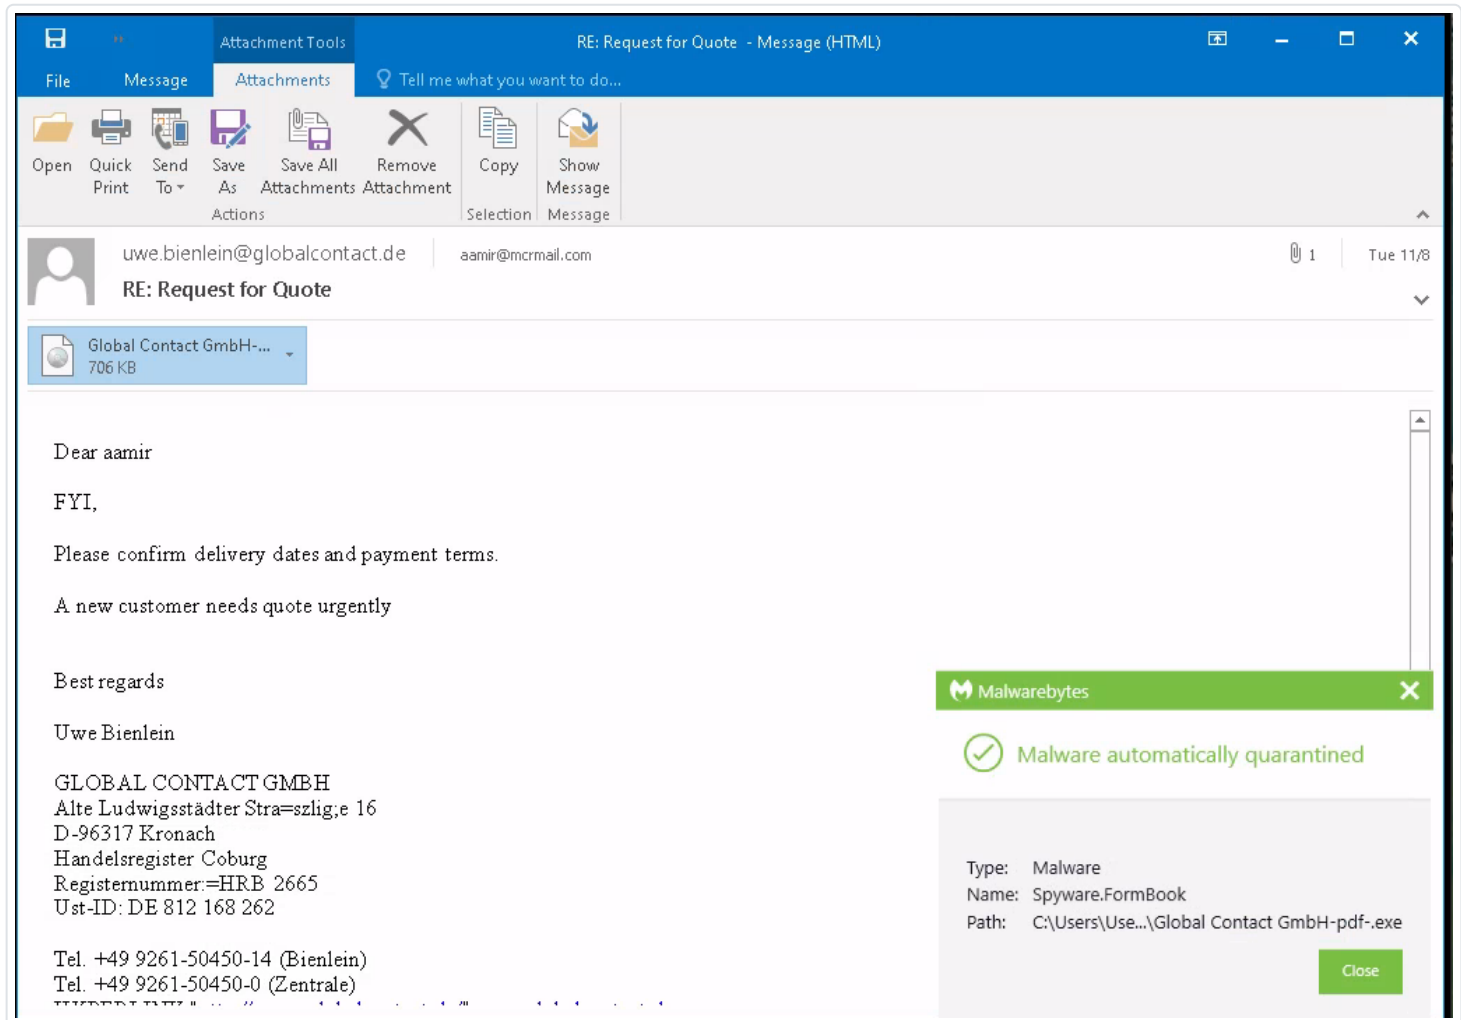 Attachment Tools
RE: Request for Quote - Message (HTML)
File
Message
Attachments
Tell me what you want to do...
Open
Quick Print
Send To
Save As
Save All Attachments
Remove Attachment
Copy
Show Message
Actions
Selection
Message
uwe.bienlein@globalcontact.de
aamir@mcrmail.com
1
Tue 11/8
RE: Request for Quote
Global Contact GmbH-...
706 KB
Dear aamir
FYI,
Please confirm delivery dates and payment terms.
A new customer needs quote urgently
Best regards
Uwe Bienlein
GLOBAL CONTACT GMBH
Alte Ludwigsstädter Stra=szlig;e 16
D-96317 Kronach
Handelsregister Coburg
Registernummer:=HRB 2665
Ust-ID: DE 812 168 262
Tel. +49 9261-50450-14 (Bienlein)
Tel. +49 9261-50450-0 (Zentrale)
Malwarebytes
Malware automatically quarantined
Type: Malware
Name: Spyware.FormBook
Path: C:\Users\Use...\Global Contact GmbH-pdf-.exe
Close